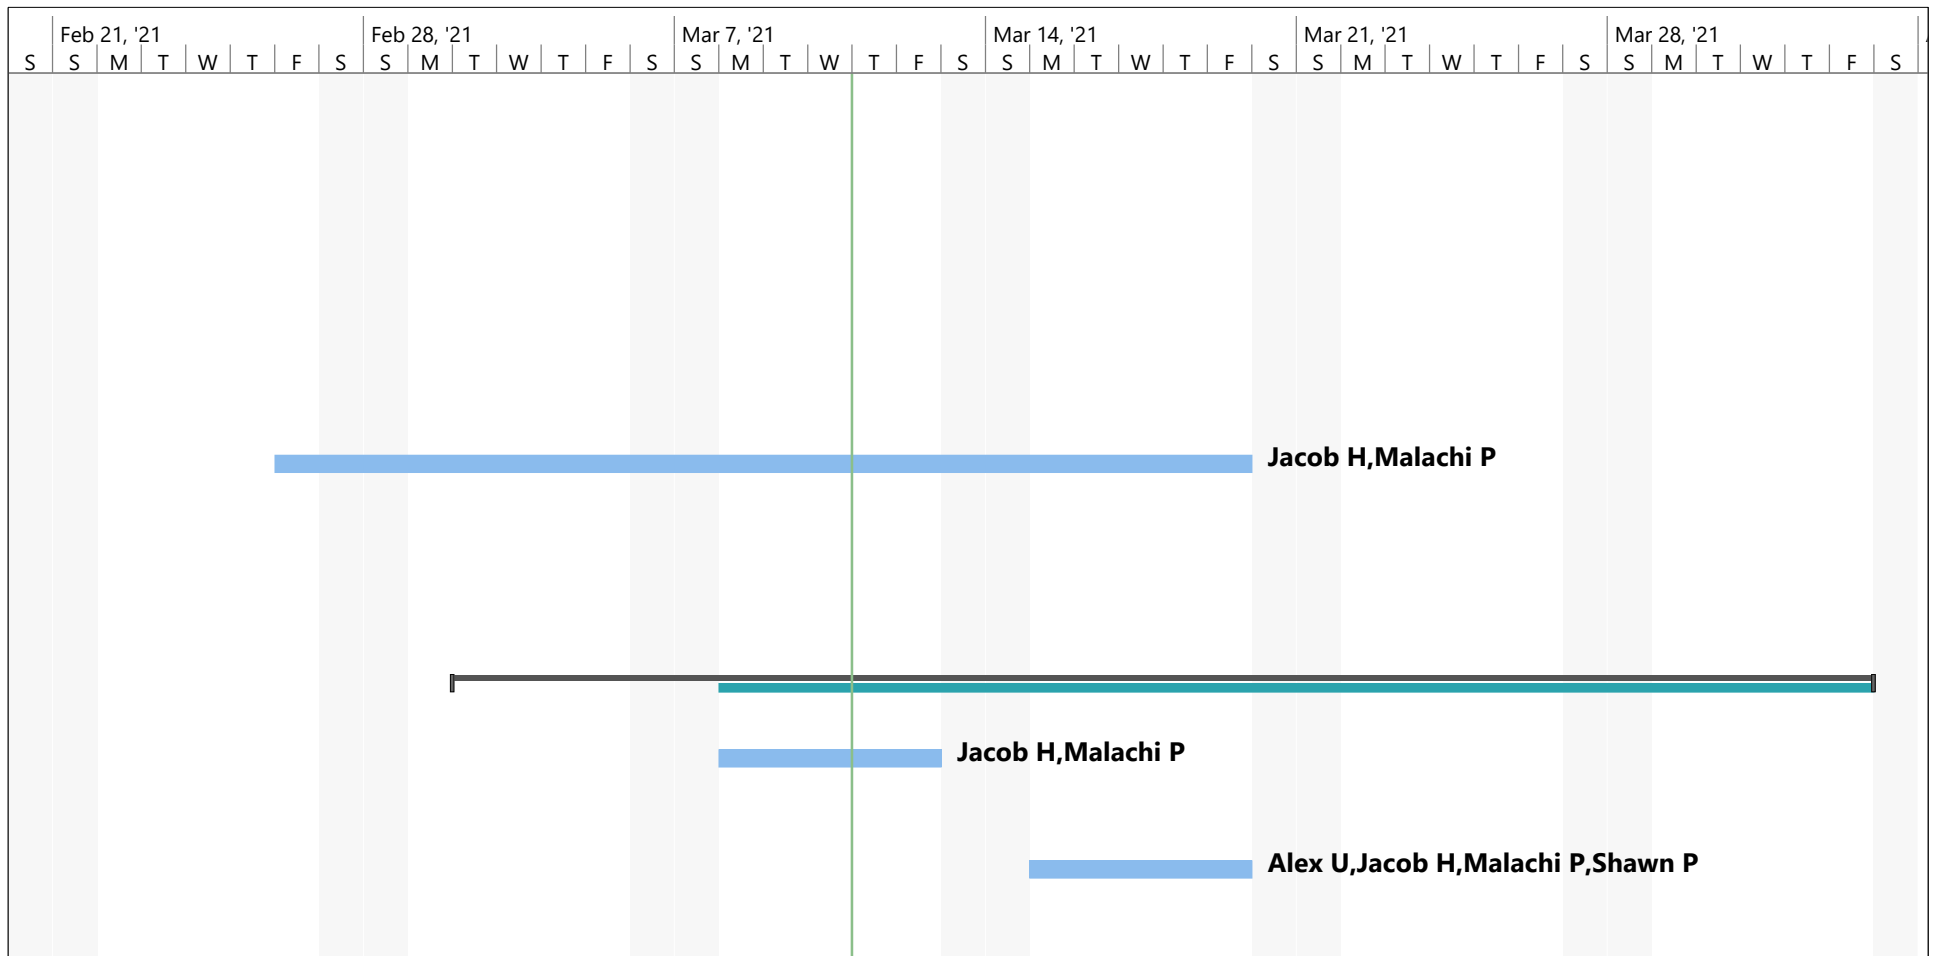 Feb 21, '21 Feb 28, '21 Mar 7, '21 Mar 14, '21 Mar 21, '21 Mar 28, '21
S S M T W T F S S M T W T F S S M T W T F S S M T W T F S S M T W T F S S M T W T F S
Jacob H,Malachi P
Jacob H,Malachi P
Alex U,Jacob H,Malachi P,Shawn P